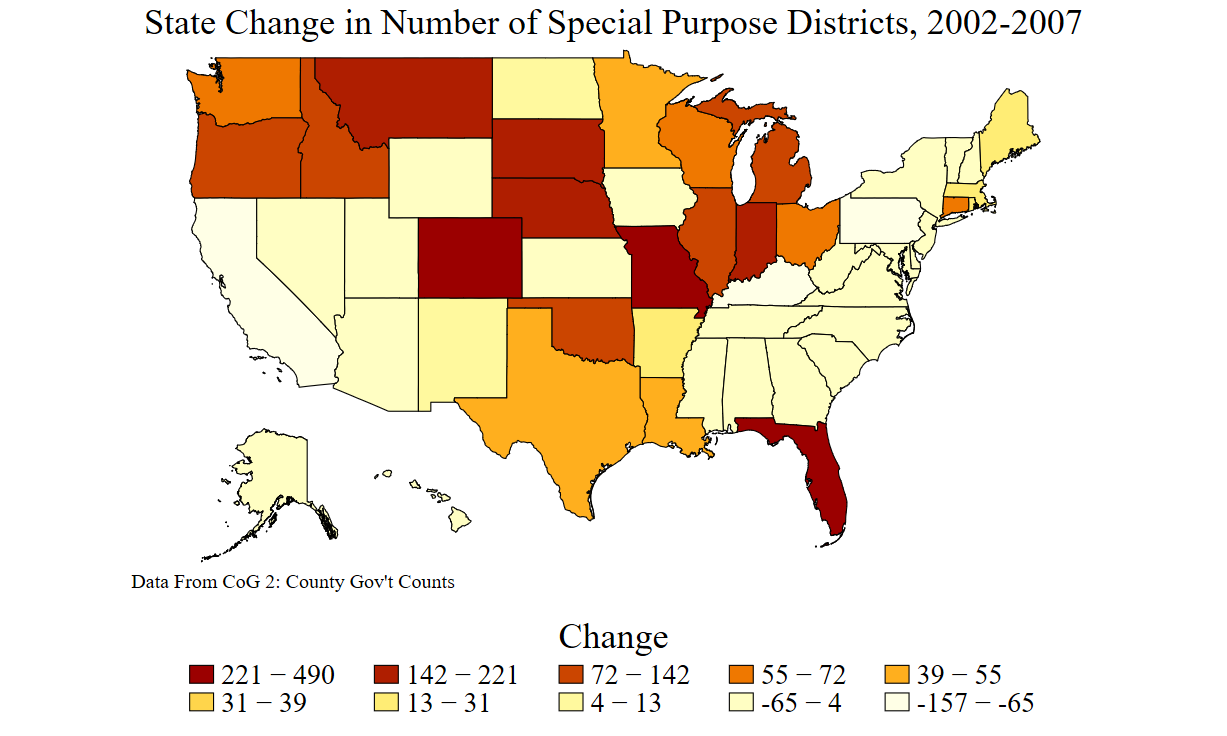 State Change in Number of Special Purpose Districts, 2002-2007
Data From CoG 2: County Gov't Counts
Change
221 − 490 142 − 221 72 − 142 55 − 72 39 − 55
31 − 39 13 − 31 4 − 13 -65 − 4 -157 − -65